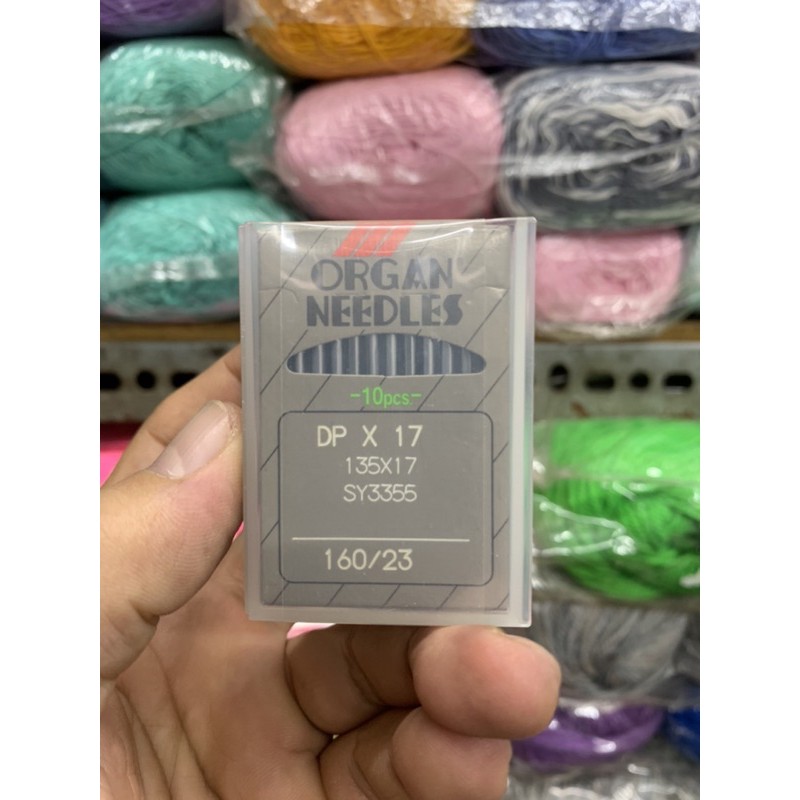 ORGAN
NEEDLES
-10pcs.-
DP X 17
135X17
SY3355
160/23